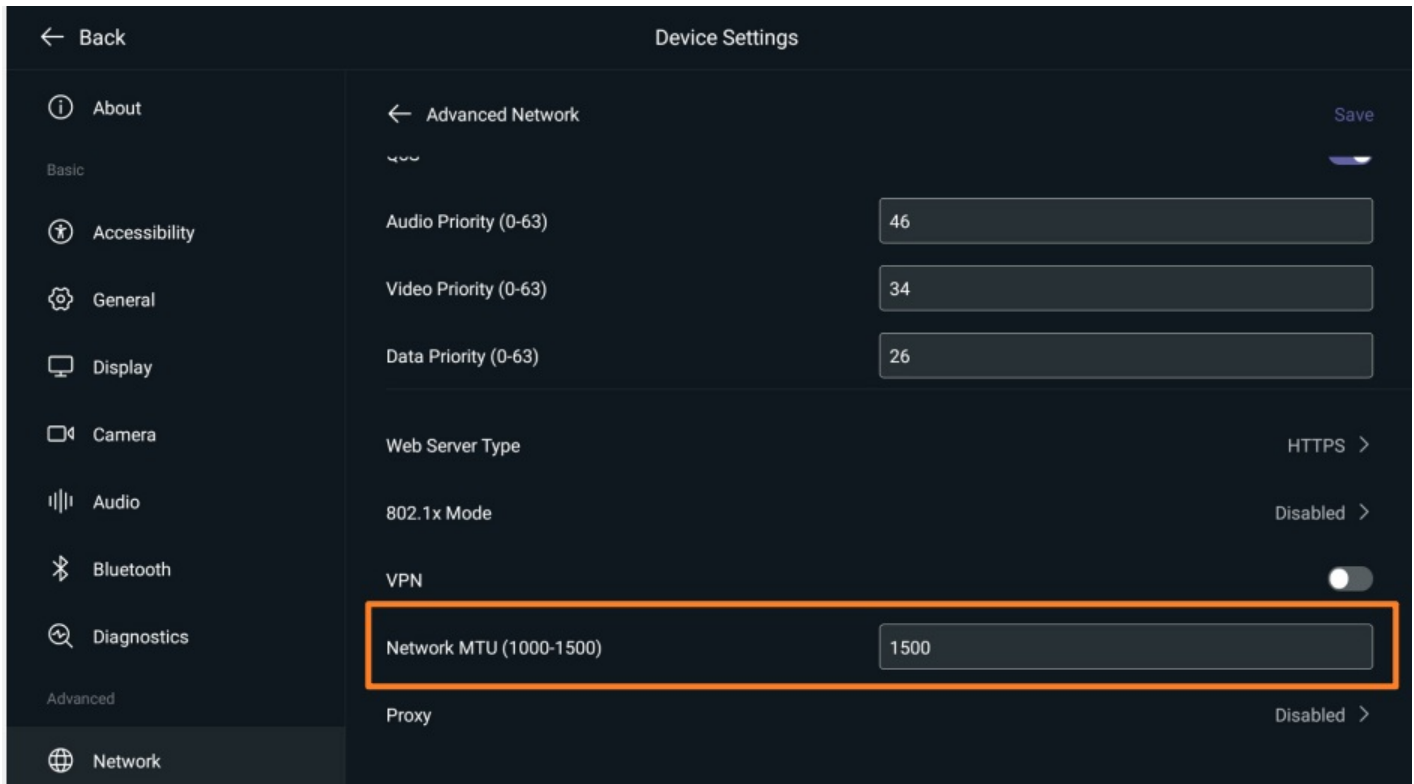 Back
Device Settings
About
Basic
Accessibility
General
Display
Camera
Audio
Bluetooth
Diagnostics
Advanced
Network
Advanced Network
Save
Audio Priority (0-63)
46
Video Priority (0-63)
34
Data Priority (0-63)
26
Web Server Type
HTTPS
802.1x Mode
Disabled
VPN
Network MTU (1000-1500)
1500
Proxy
Disabled